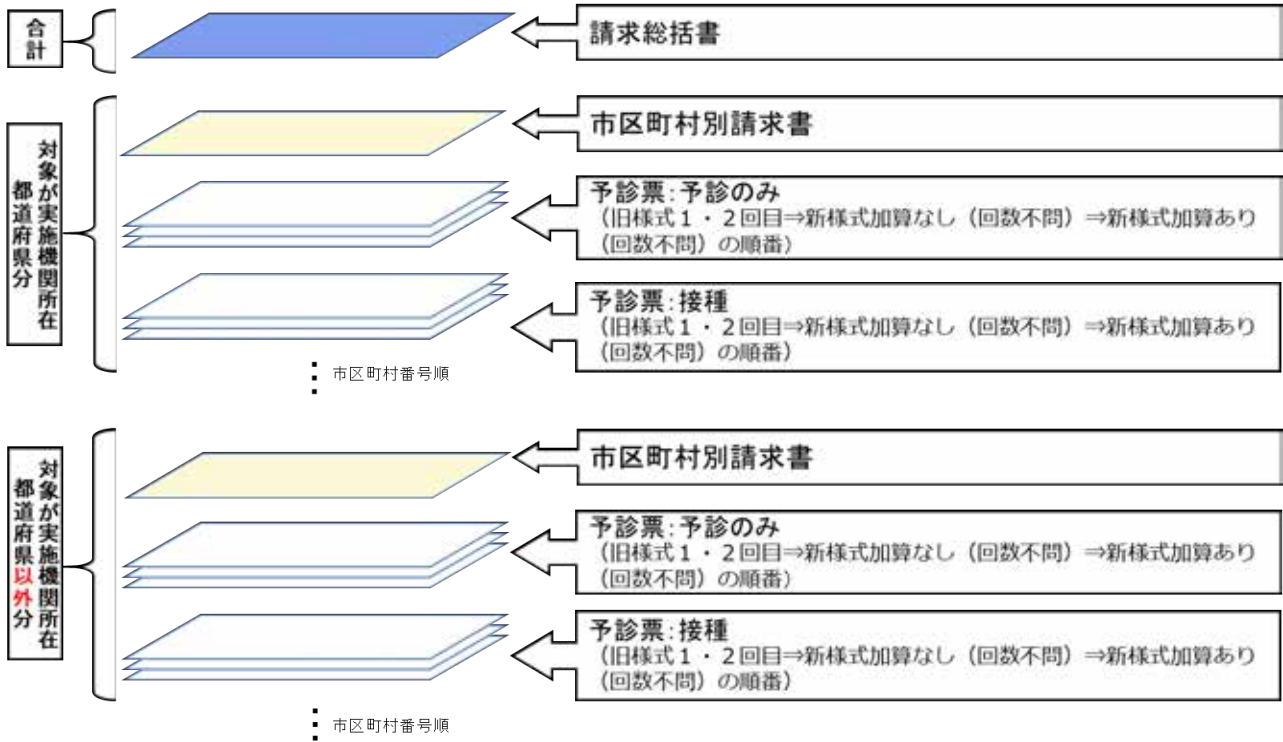 合計
請求総括書
対象が実施機関所在
都道府県分
市区町村別請求書
予診票:予診のみ
(旧様式1・2回目⇒新様式加算なし(回数不問)⇒新様式加算あり
(回数不問)の順番)
予診票:接種
(旧様式1・2回目⇒新様式加算なし(回数不問)⇒新様式加算あり
(回数不問)の順番)
市区町村番号順
対象が実施機関所在
都道府県以外分
市区町村別請求書
予診票:予診のみ
(旧様式1・2回目⇒新様式加算なし(回数不問)⇒新様式加算あり
(回数不問)の順番)
予診票:接種
(旧様式1・2回目⇒新様式加算なし(回数不問)⇒新様式加算あり
(回数不問)の順番)
市区町村番号順